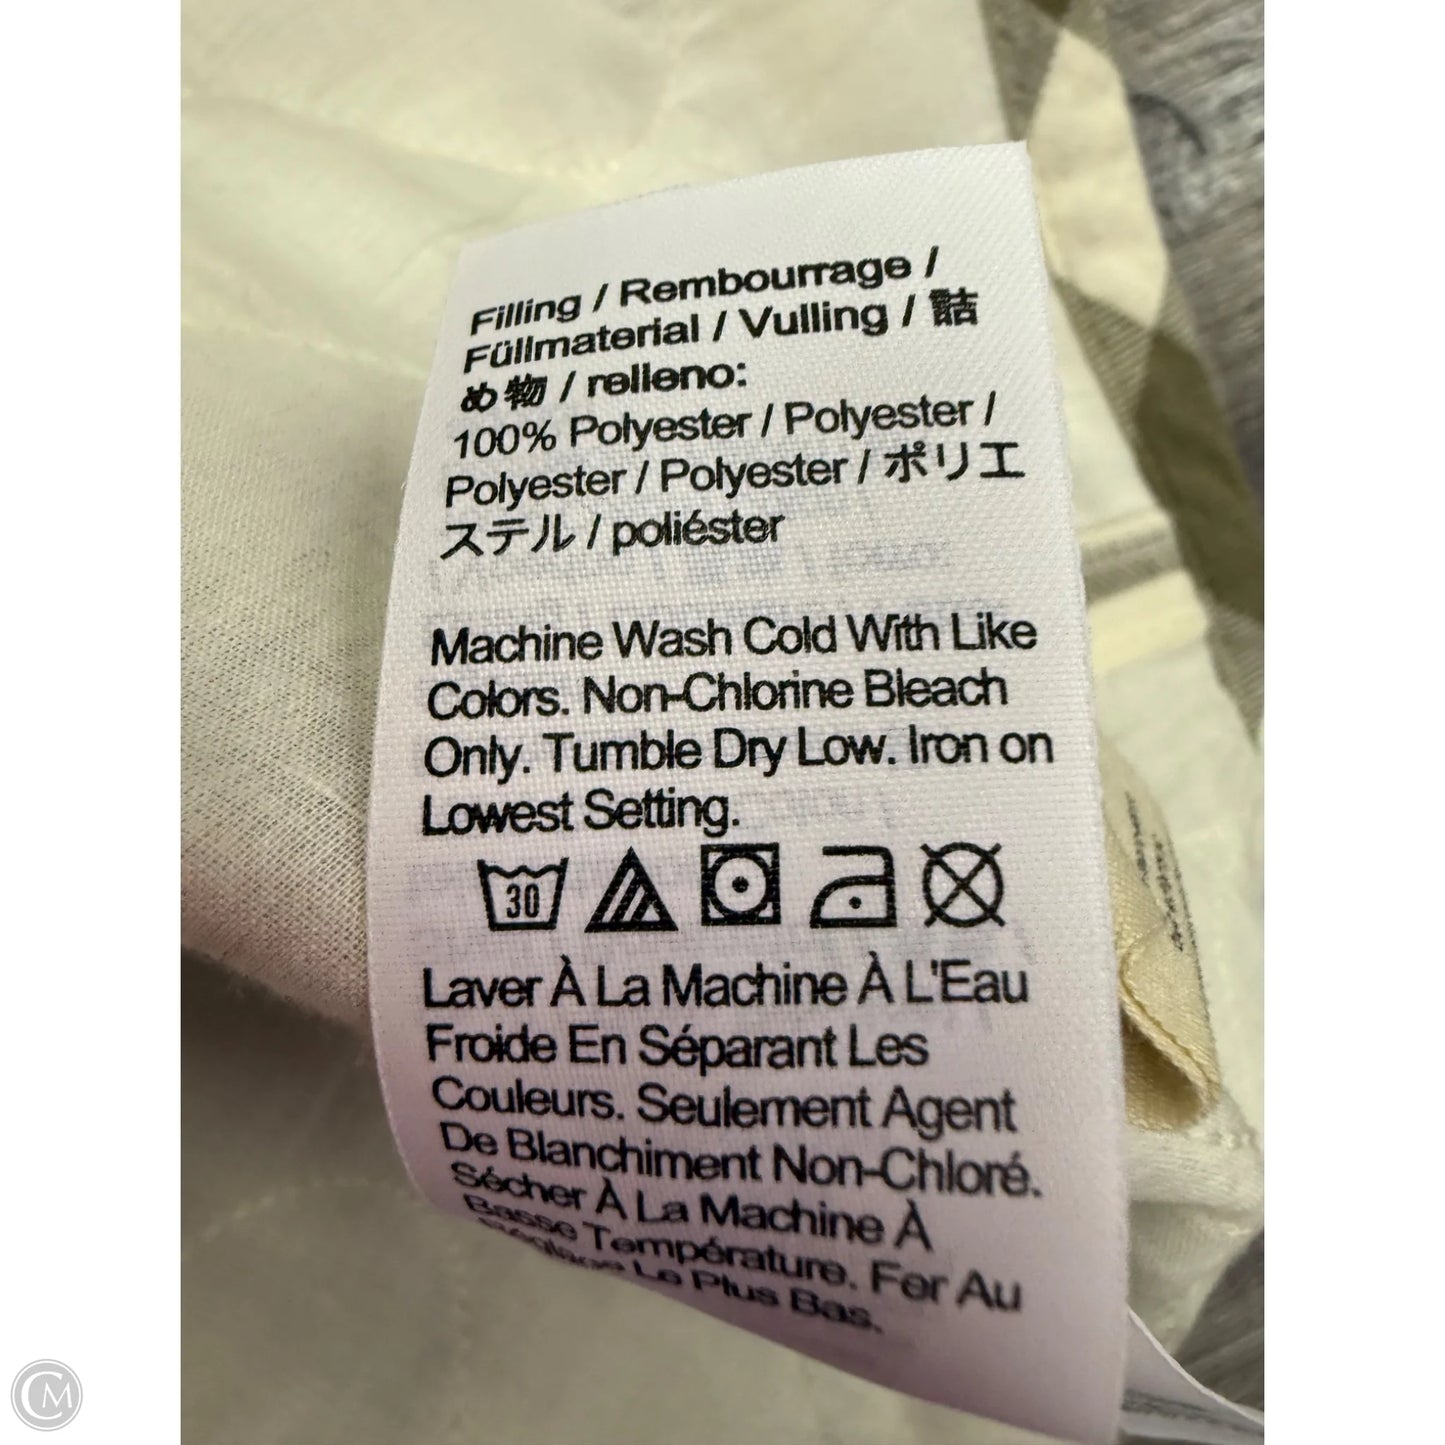 Filling / Rembourrage /
Füllmaterial / Vulling / 詰
め物 / relleno:
100% Polyester / Polyester /
Polyester / Polyester / ポリエ
ステル / poliéster
Machine Wash Cold With Like
Colors. Non-Chlorine Bleach
Only. Tumble Dry Low. Iron on
Lowest Setting.
30
Laver À La Machine À L'Eau
Froide En Séparant Les
Couleurs. Seulement Agent
De Blanchiment Non-Chloré.
Sécher À La Machine À
Basse Température. Fer Au
Réglage Le Plus Bas.
CM